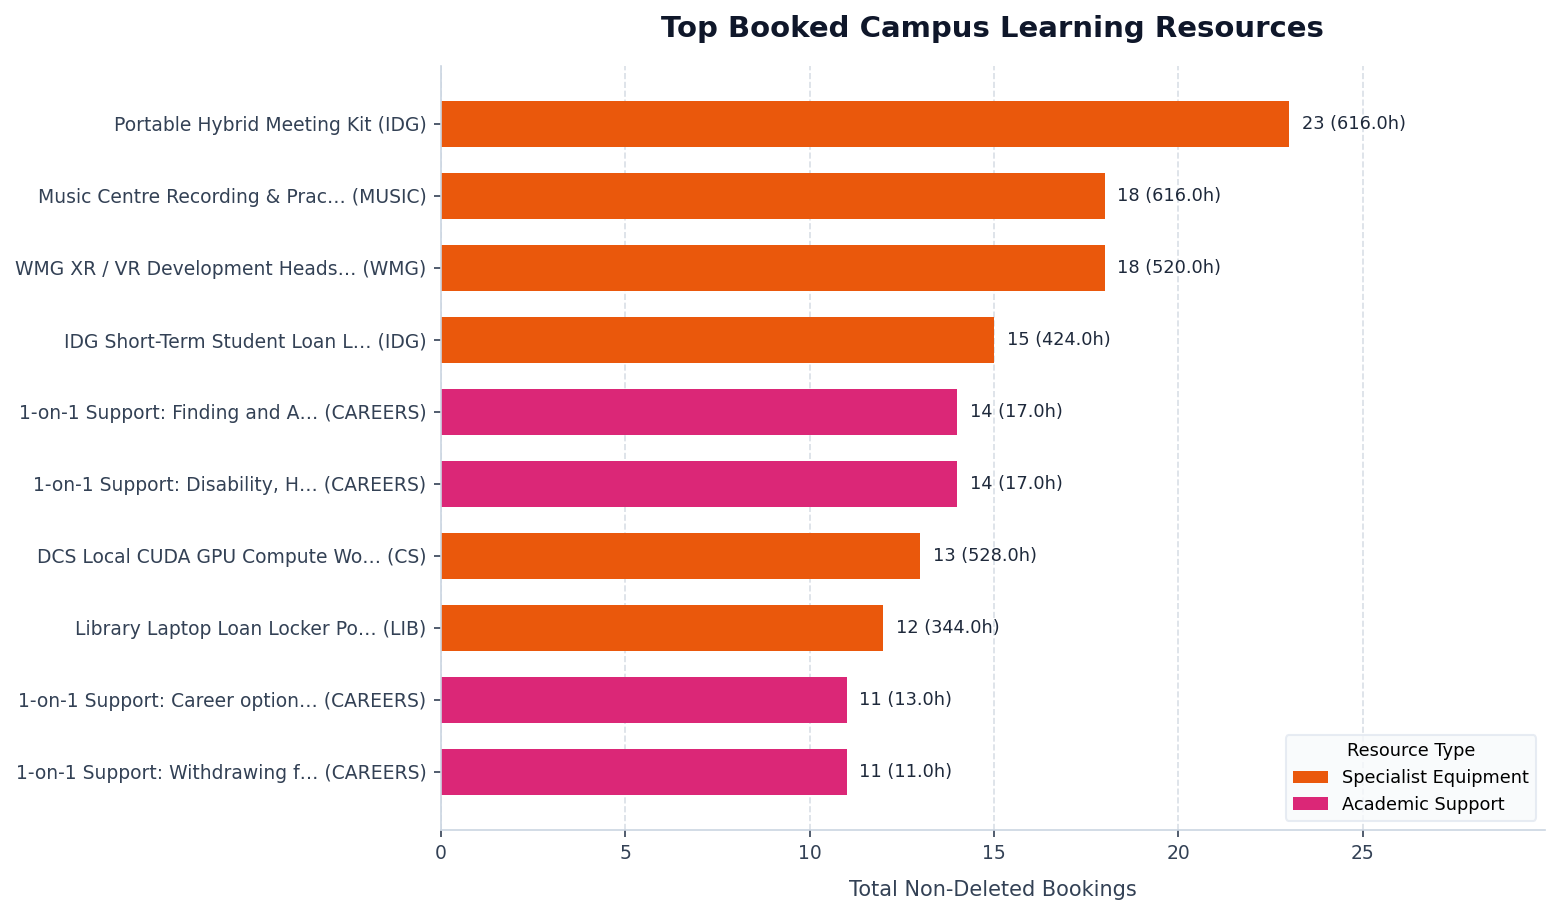 Top Booked Campus Learning Resources
Portable Hybrid Meeting Kit (IDG)
23 (616.0h)
Music Centre Recording & Prac… (MUSIC)
18 (616.0h)
WMG XR / VR Development Heads… (WMG)
18 (520.0h)
IDG Short-Term Student Loan L… (IDG)
15 (424.0h)
1-on-1 Support: Finding and A… (CAREERS)
14 (17.0h)
1-on-1 Support: Disability, H… (CAREERS)
14 (17.0h)
DCS Local CUDA GPU Compute Wo… (CS)
13 (528.0h)
Library Laptop Loan Locker Po… (LIB)
12 (344.0h)
1-on-1 Support: Career option… (CAREERS)
11 (13.0h)
1-on-1 Support: Withdrawing f… (CAREERS)
11 (11.0h)
Resource Type
Specialist Equipment
Academic Support
0 5 10 15 20 25
Total Non-Deleted Bookings